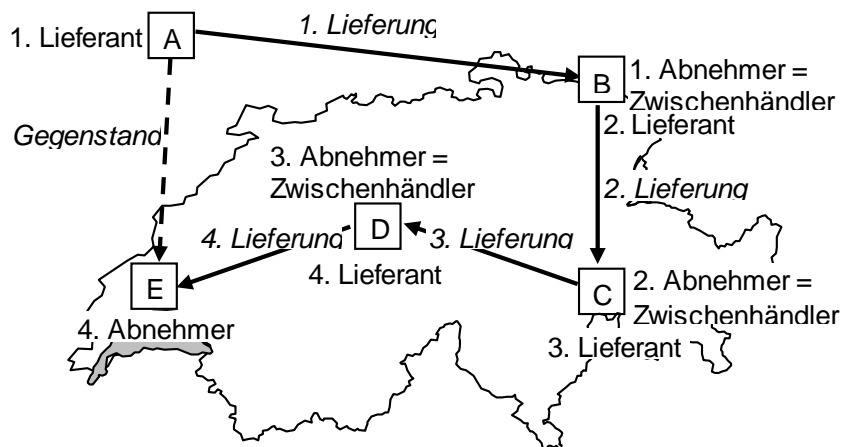 1. Lieferant A
1. Lieferung
B
1. Abnehmer =
Zwischenhändler
2. Lieferant
Gegenstand
3. Abnehmer =
Zwischenhändler
2. Lieferung
D
4. Lieferung
3. Lieferung
4. Lieferant
E
4. Abnehmer
C
2. Abnehmer =
Zwischenhändler
3. Lieferant